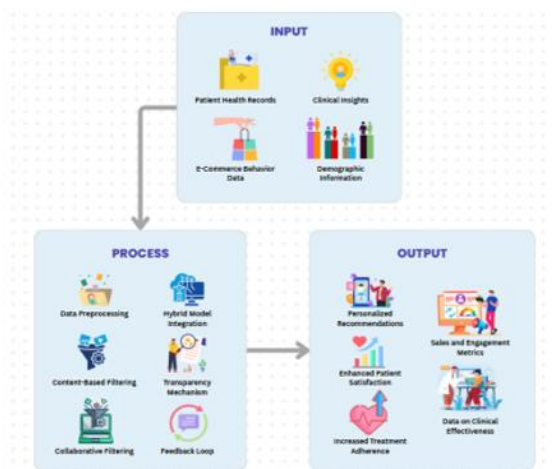 INPUT
Patient Health Records
Clinical Insights
E-Commerce Behavior
Data
Demographic
Information
PROCESS
Data Preprocessing
Hybrid Model
Integration
Content-Based Filtering
Transparency
Mechanism
Collaborative Filtering
Feedback Loop
OUTPUT
Personalized
Recommendations
Sales and Engagement
Metrics
Enhanced Patient
Satisfaction
Data on Clinical
Effectiveness
Increased Treatment
Adherence